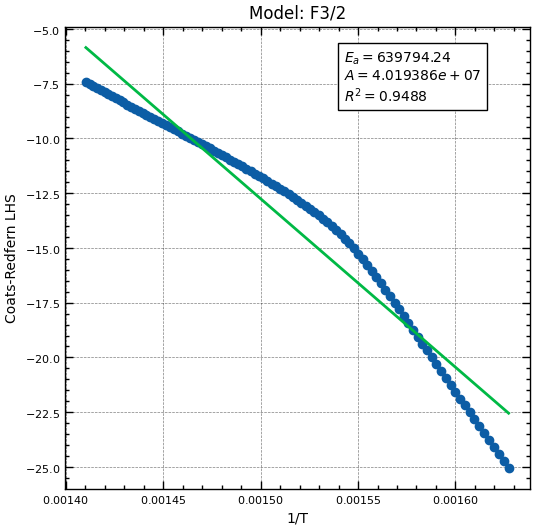 Model: F3/2
−5.0
−7.5
−10.0
−12.5
−15.0
−17.5
−20.0
−22.5
−25.0
Coats-Redfern LHS
Eₐ = 639794.24
A = 4.019386e + 07
R² = 0.9488
0.00140 0.00145 0.00150 0.00155 0.00160
1/T